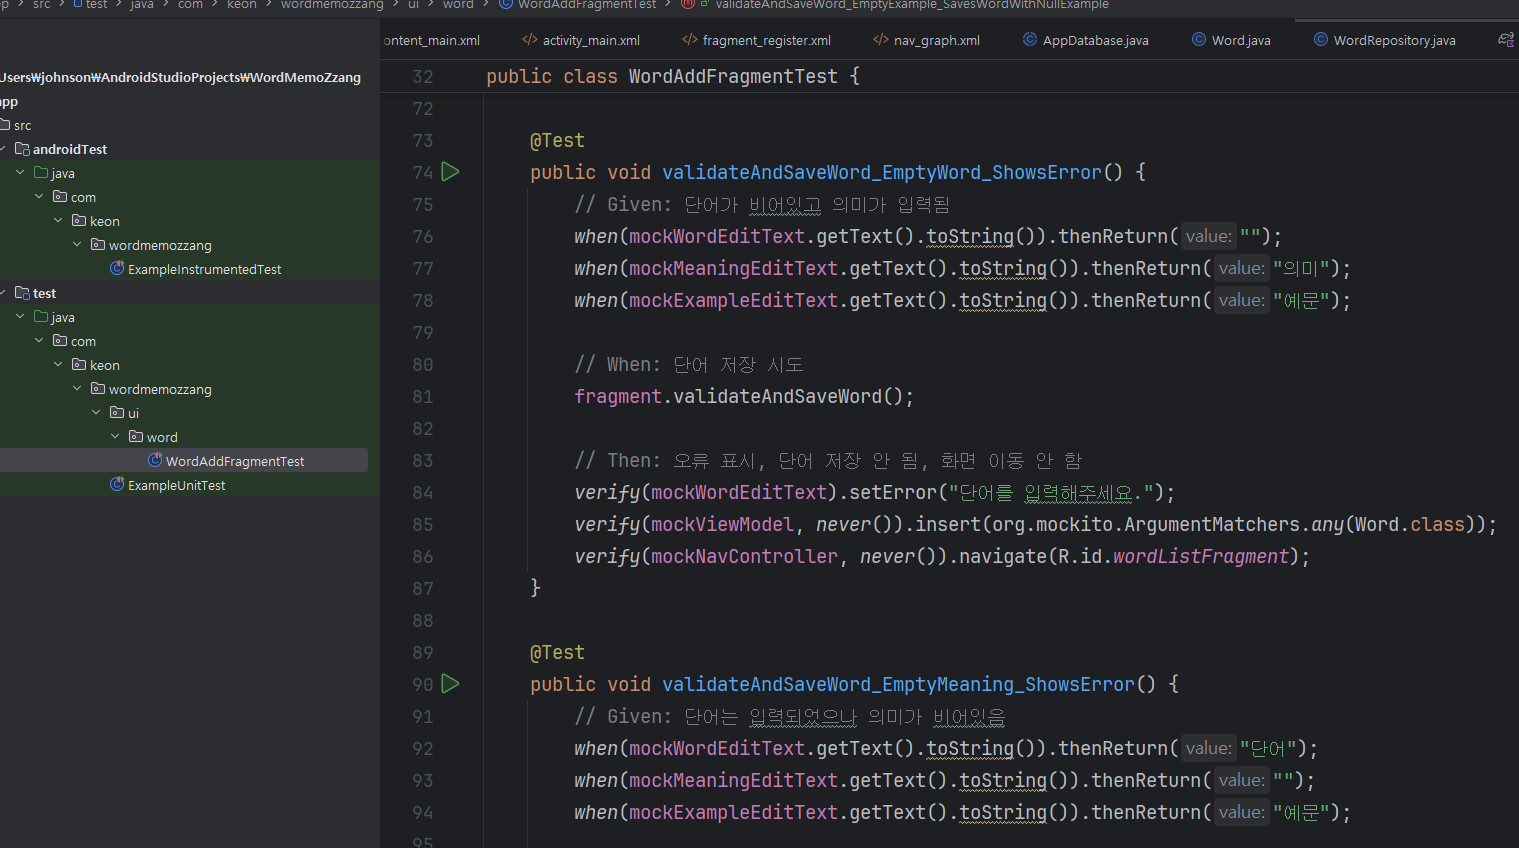 src > test > java > com > keon > wordmemozzang > ui > word > WordAddFragmentTest > validateAndSaveWord_EmptyExample_SavesWordWithNullExample
ontent_main.xml activity_main.xml fragment_register.xml nav_graph.xml AppDatabase.java Word.java WordRepository.java
Users₩johnson₩AndroidStudioProjects₩WordMemoZzang
app
src
androidTest
java
com
keon
wordmemozzang
ExampleInstrumentedTest
test
java
com
keon
wordmemozzang
ui
word
WordAddFragmentTest
ExampleUnitTest
32 public class WordAddFragmentTest {
72
73 @Test
74 public void validateAndSaveWord_EmptyWord_ShowsError() {
75 // Given: 단어가 비어있고 의미가 입력됨
76 when(mockWordEditText.getText().toString()).thenReturn( value: "");
77 when(mockMeaningEditText.getText().toString()).thenReturn( value: "의미");
78 when(mockExampleEditText.getText().toString()).thenReturn( value: "예문");
79
80 // When: 단어 저장 시도
81 fragment.validateAndSaveWord();
82
83 // Then: 오류 표시, 단어 저장 안 됨, 화면 이동 안 함
84 verify(mockWordEditText).setError("단어를 입력해주세요.");
85 verify(mockViewModel, never()).insert(org.mockito.ArgumentMatchers.any(Word.class));
86 verify(mockNavController, never()).navigate(R.id.wordListFragment);
87 }
88
89 @Test
90 public void validateAndSaveWord_EmptyMeaning_ShowsError() {
91 // Given: 단어는 입력되었으나 의미가 비어있음
92 when(mockWordEditText.getText().toString()).thenReturn( value: "단어");
93 when(mockMeaningEditText.getText().toString()).thenReturn( value: "");
94 when(mockExampleEditText.getText().toString()).thenReturn( value: "예문");
95